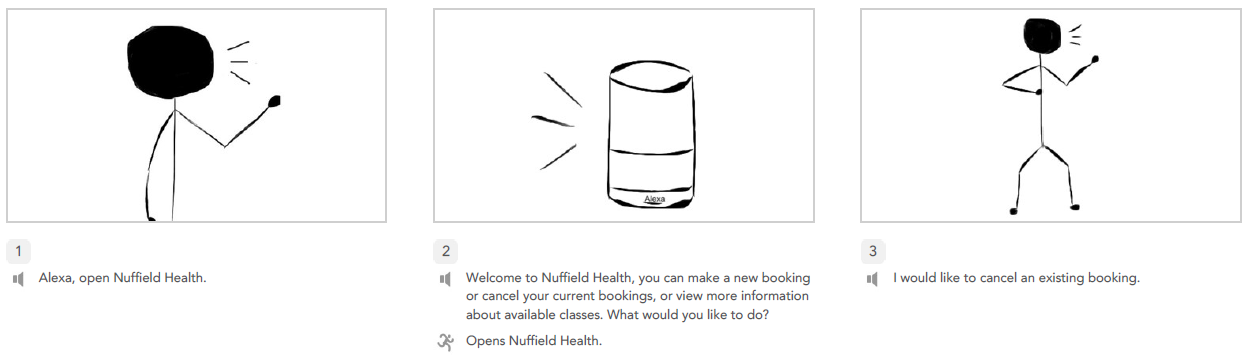 Alexa
1
Alexa, open Nuffield Health.
2
Welcome to Nuffield Health, you can make a new booking
or cancel your current bookings, or view more information
about available classes. What would you like to do?
Opens Nuffield Health.
3
I would like to cancel an existing booking.